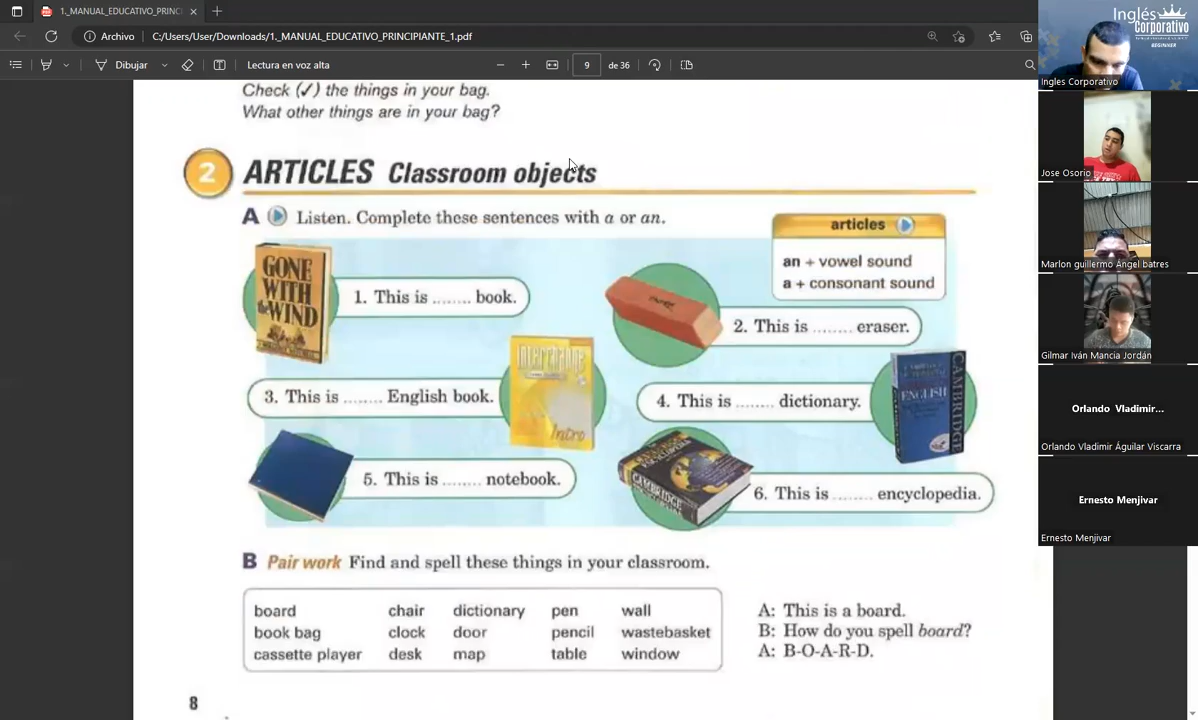 1._MANUAL_EDUCATIVO_PRINCI
Archivo
C:/Users/User/Downloads/1._MANUAL_EDUCATIVO_PRINCIPIANTE_1.pdf
Dibujar
Lectura en voz alta
9
de 36
Check (✓) the things in your bag.
What other things are in your bag?
2
ARTICLES Classroom objects
A Listen. Complete these sentences with a or an.
articles
an + vowel sound
a + consonant sound
GONE
WITH
the WIND
1. This is ........ book.
2. This is ........ eraser.
3. This is ........ English book.
Interchange
Intro
4. This is ........ dictionary.
ENGLISH
CAMBRIDGE
5. This is ........ notebook.
CAMBRIDGE
6. This is ........ encyclopedia.
B Pair work Find and spell these things in your classroom.
board chair dictionary pen wall
book bag clock door pencil wastebasket
cassette player desk map table window
A: This is a board.
B: How do you spell board?
A: B-O-A-R-D.
8
Inglés
Corporativo
BEGINNER
Ingles Corporativo
Jose Osorio
Marlon guillermo Ángel batres
Gilmar Iván Mancia Jordán
Orlando Vladimir...
Orlando Vladimir Águilar Viscarra
Ernesto Menjivar
Ernesto Menjivar